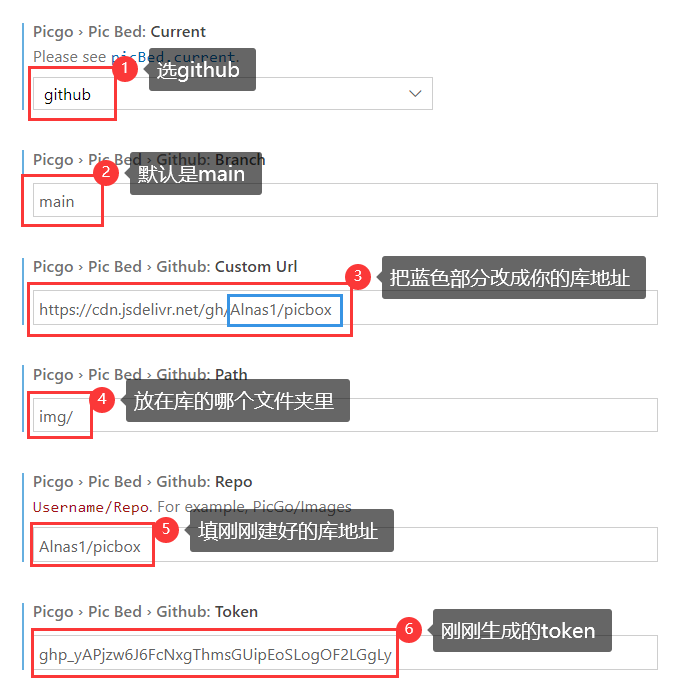 Picgo › Pic Bed: Current
Please see picBed.current.
1 选github
github
Picgo › Pic Bed › Github: Branch
2 默认是main
main
Picgo › Pic Bed › Github: Custom Url
3 把蓝色部分改成你的库地址
https://cdn.jsdelivr.net/gh/Alnas1/picbox
Picgo › Pic Bed › Github: Path
4 放在库的哪个文件夹里
img/
Picgo › Pic Bed › Github: Repo
Username/Repo. For example, PicGo/Images
5 填刚刚建好的库地址
Alnas1/picbox
Picgo › Pic Bed › Github: Token
6 刚刚生成的token
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